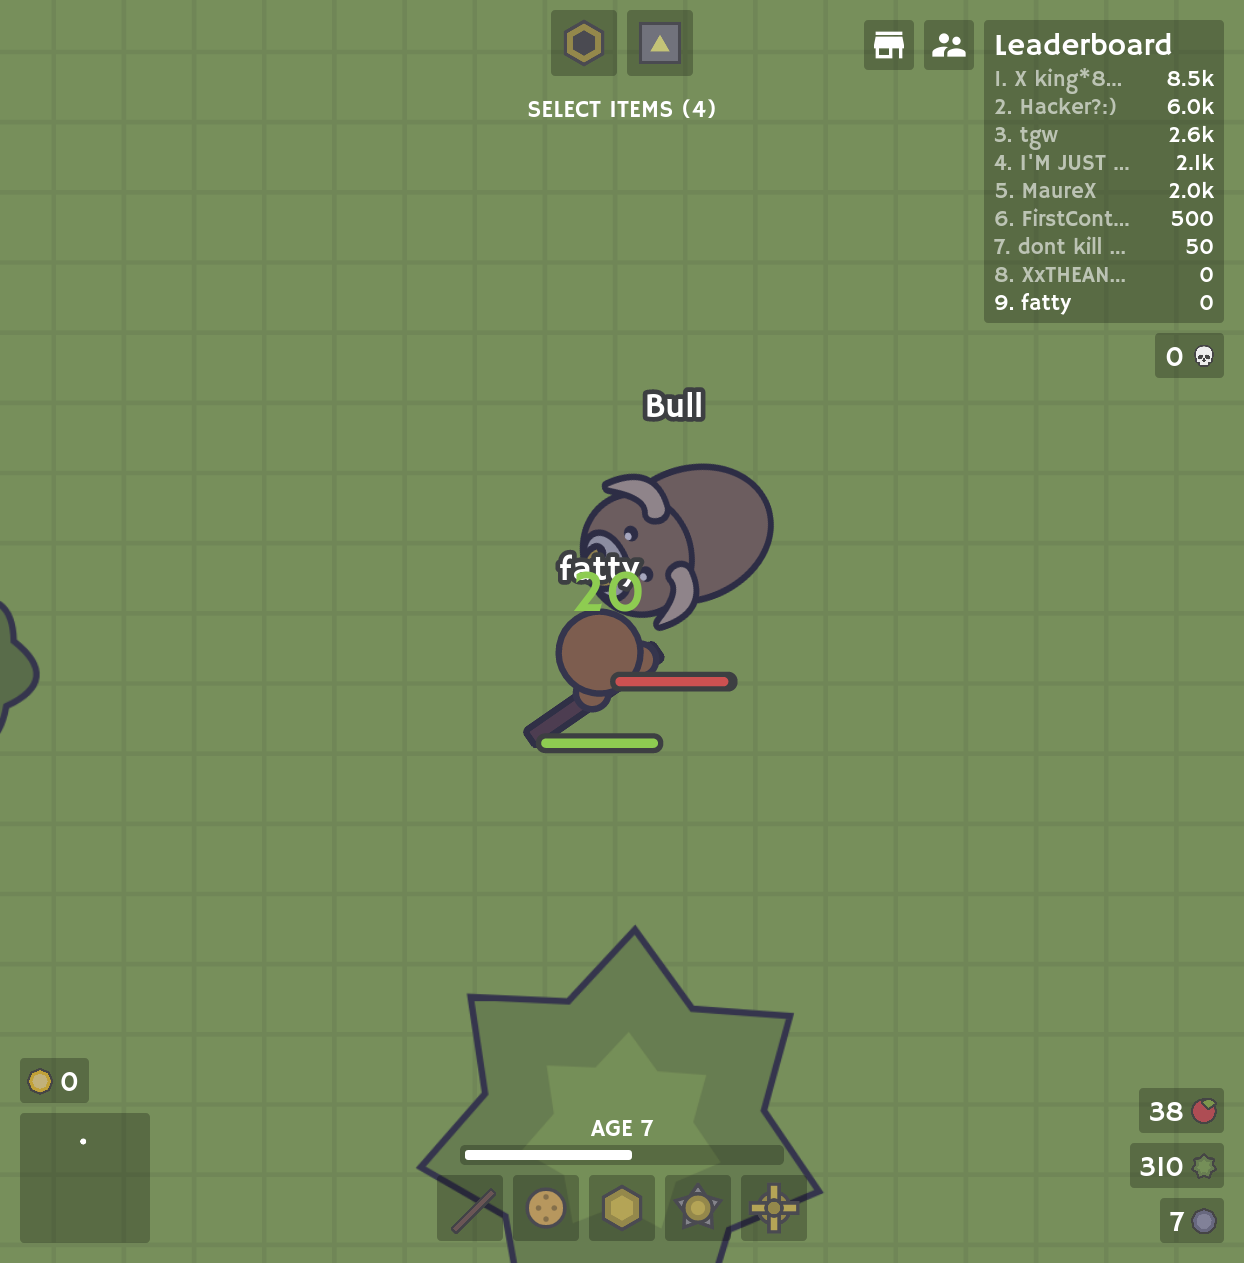 SELECT ITEMS (4)
Leaderboard
1. X king*8... 8.5k
2. Hacker?:) 6.0k
3. tgw 2.6k
4. I'M JUST ... 2.1k
5. MaureX 2.0k
6. FirstCont... 500
7. dont kill ... 50
8. XxTHEAN... 0
9. fatty 0
0
Bull
fatty
20
0
AGE 7
38
310
7